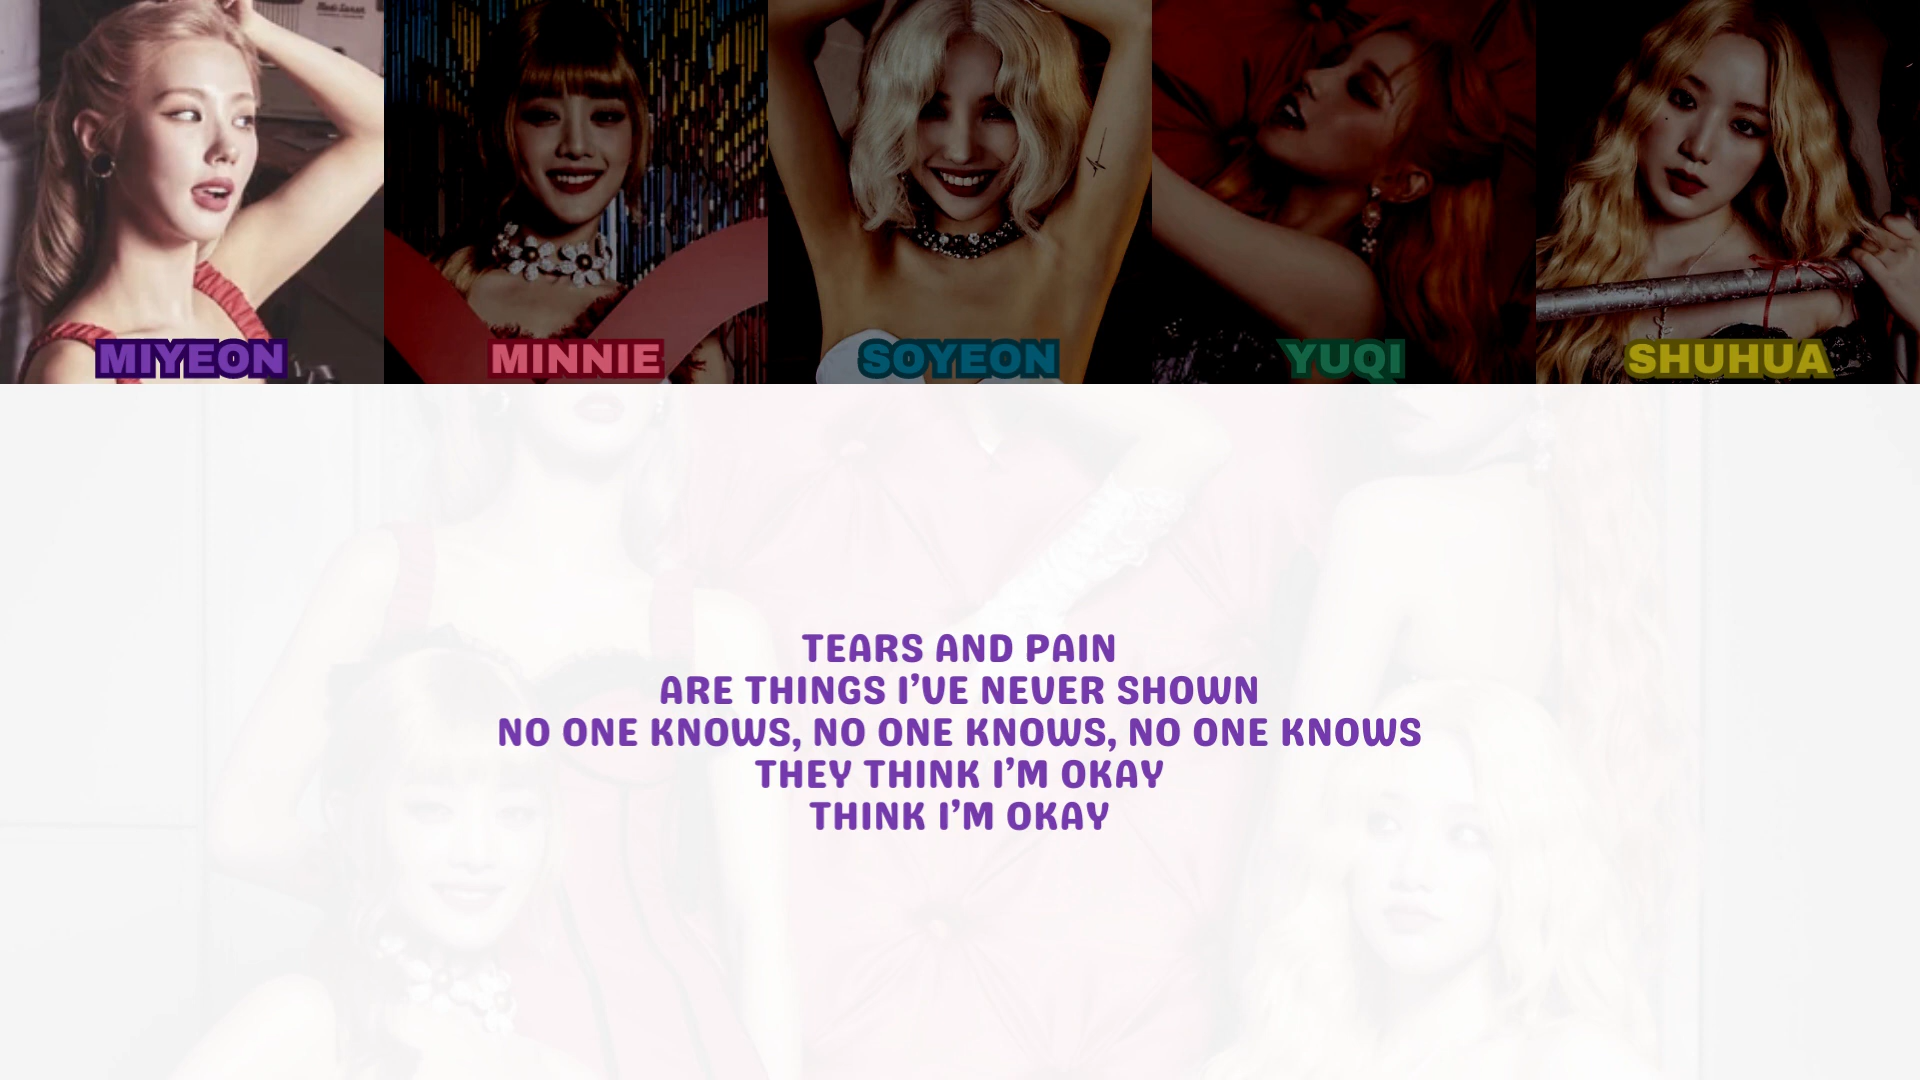 MIYEON
MINNIE
SOYEON
YUQI
SHUHUA
TEARS AND PAIN
ARE THINGS I'VE NEVER SHOWN
NO ONE KNOWS, NO ONE KNOWS, NO ONE KNOWS
THEY THINK I'M OKAY
THINK I'M OKAY